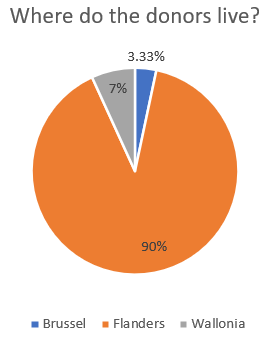 Where do the donors live?
3.33%
7%
90%
Brussel Flanders Wallonia